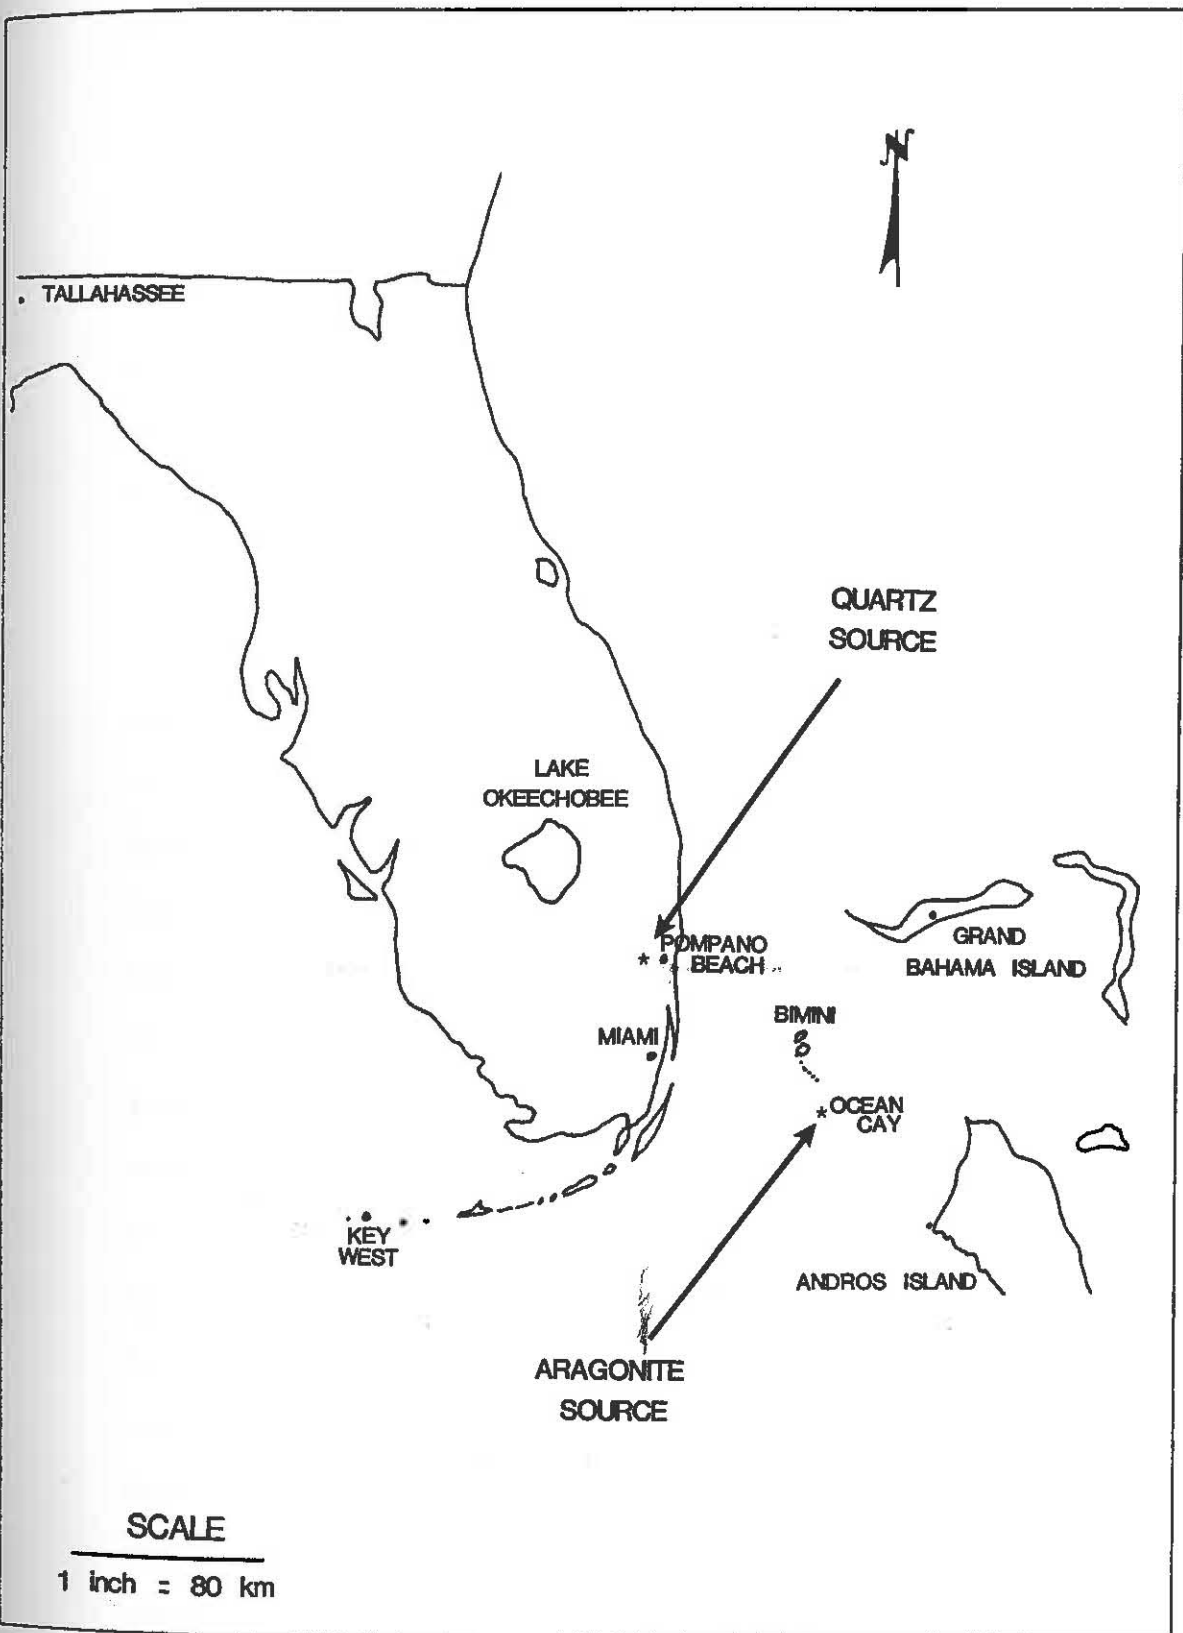 N
TALLAHASSEE
QUARTZ
SOURCE
LAKE
OKEECHOBEE
POMPANO
BEACH
GRAND
BAHAMA ISLAND
BIMINI
MIAMI
OCEAN
CAY
KEY
WEST
ANDROS ISLAND
ARAGONITE
SOURCE
SCALE
1 inch = 80 km